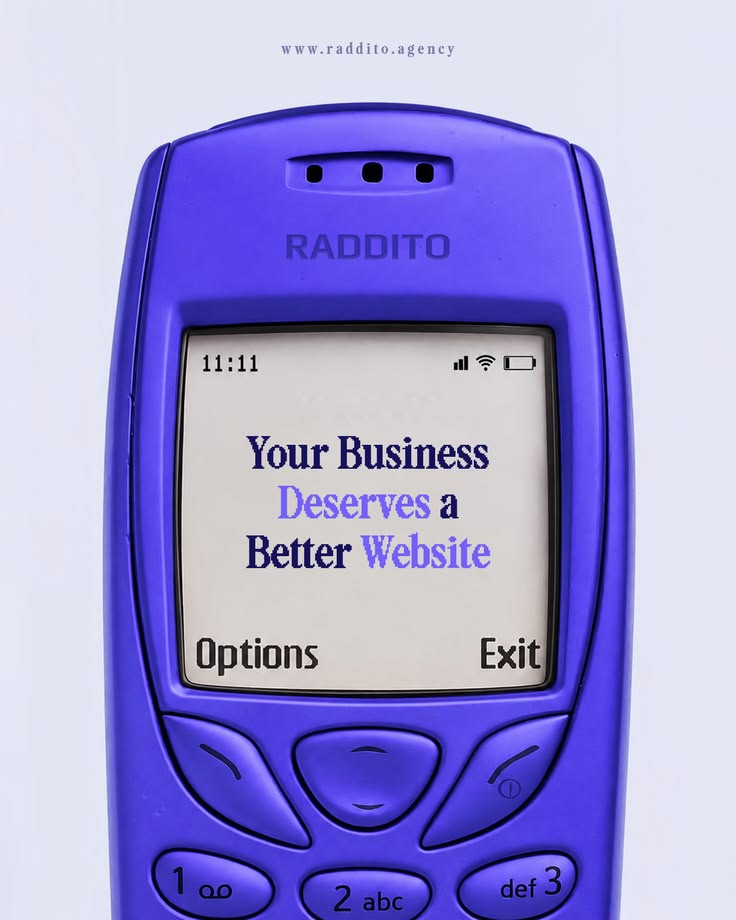 www.raddito.agency
RADDITO
11:11
Your Business
Deserves a
Better Website
Options Exit
1 2 abc def 3